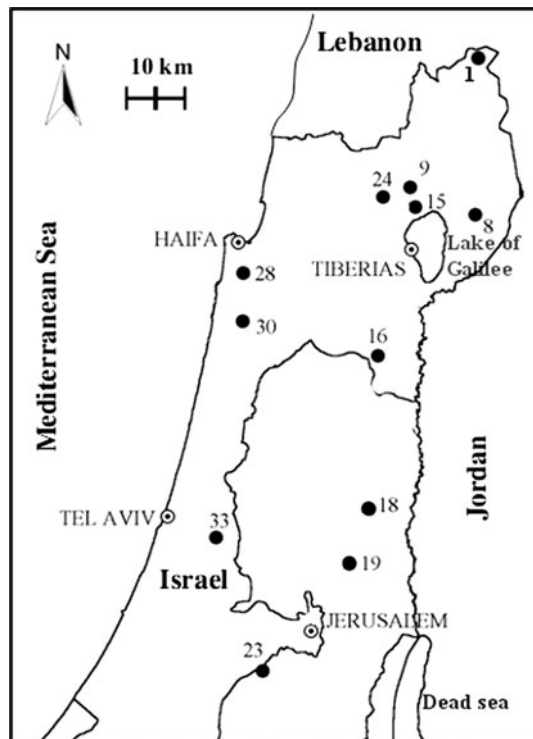 Lebanon
N
10 km
1
9
24
15
8
HAIFA
Lake of
Galilee
TIBERIAS
28
30
16
Mediterranean Sea
Jordan
18
TEL AVIV
33
19
Israel
JERUSALEM
23
Dead sea